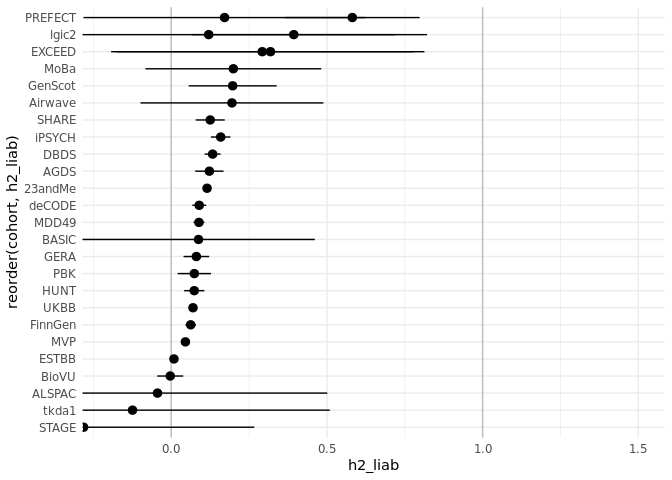 PREFECT
lgic2
EXCEED
MoBa
GenScot
Airwave
SHARE
iPSYCH
DBDS
AGDS
23andMe
deCODE
MDD49
BASIC
GERA
PBK
HUNT
UKBB
FinnGen
MVP
ESTBB
BioVU
ALSPAC
tkda1
STAGE
reorder(cohort, h2_liab)
0.0 0.5 1.0 1.5
h2_liab